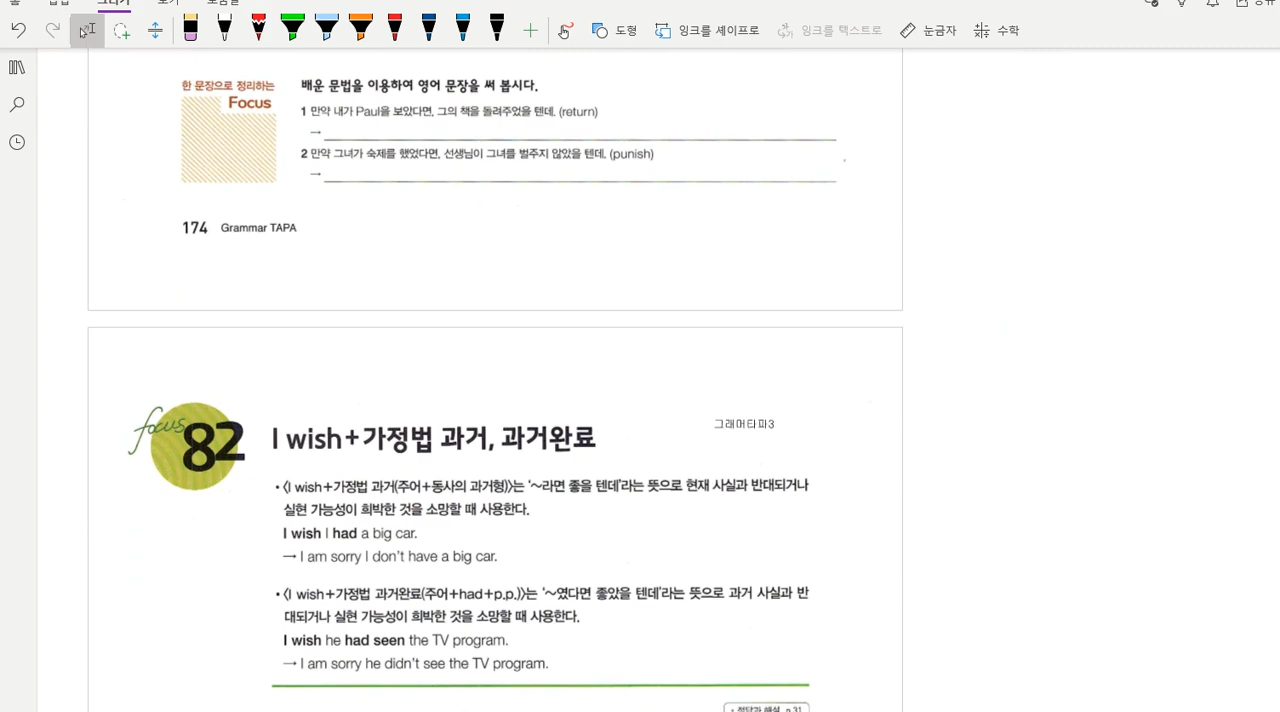 도형
잉크를 셰이프로
잉크를 텍스트로
눈금자
수학
한 문장으로 정리하는
Focus
배운 문법을 이용하여 영어 문장을 써 봅시다.
1 만약 내가 Paul을 보았다면, 그의 책을 돌려주었을 텐데. (return)
→
2 만약 그녀가 숙제를 했었다면, 선생님이 그녀를 벌주지 않았을 텐데. (punish)
→
174 Grammar TAPA
focus 82
I wish+가정법 과거, 과거완료
그래머타파3
• 〈I wish+가정법 과거(주어+동사의 과거형)〉는 '~라면 좋을 텐데'라는 뜻으로 현재 사실과 반대되거나
실현 가능성이 희박한 것을 소망할 때 사용한다.
I wish I had a big car.
→ I am sorry I don't have a big car.
• 〈I wish+가정법 과거완료(주어+had+p.p.)〉는 '~였다면 좋았을 텐데'라는 뜻으로 과거 사실과 반
대되거나 실현 가능성이 희박한 것을 소망할 때 사용한다.
I wish he had seen the TV program.
→ I am sorry he didn't see the TV program.